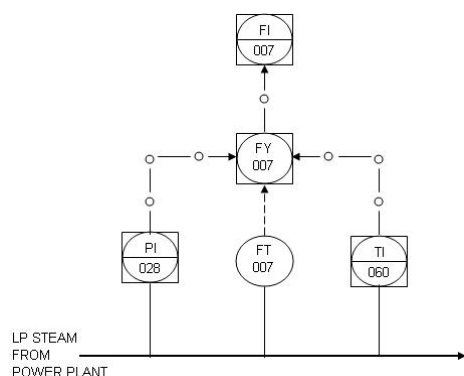 FI
007
FY
007
PI
028
FT
007
TI
060
LP STEAM
FROM
POWER PLANT